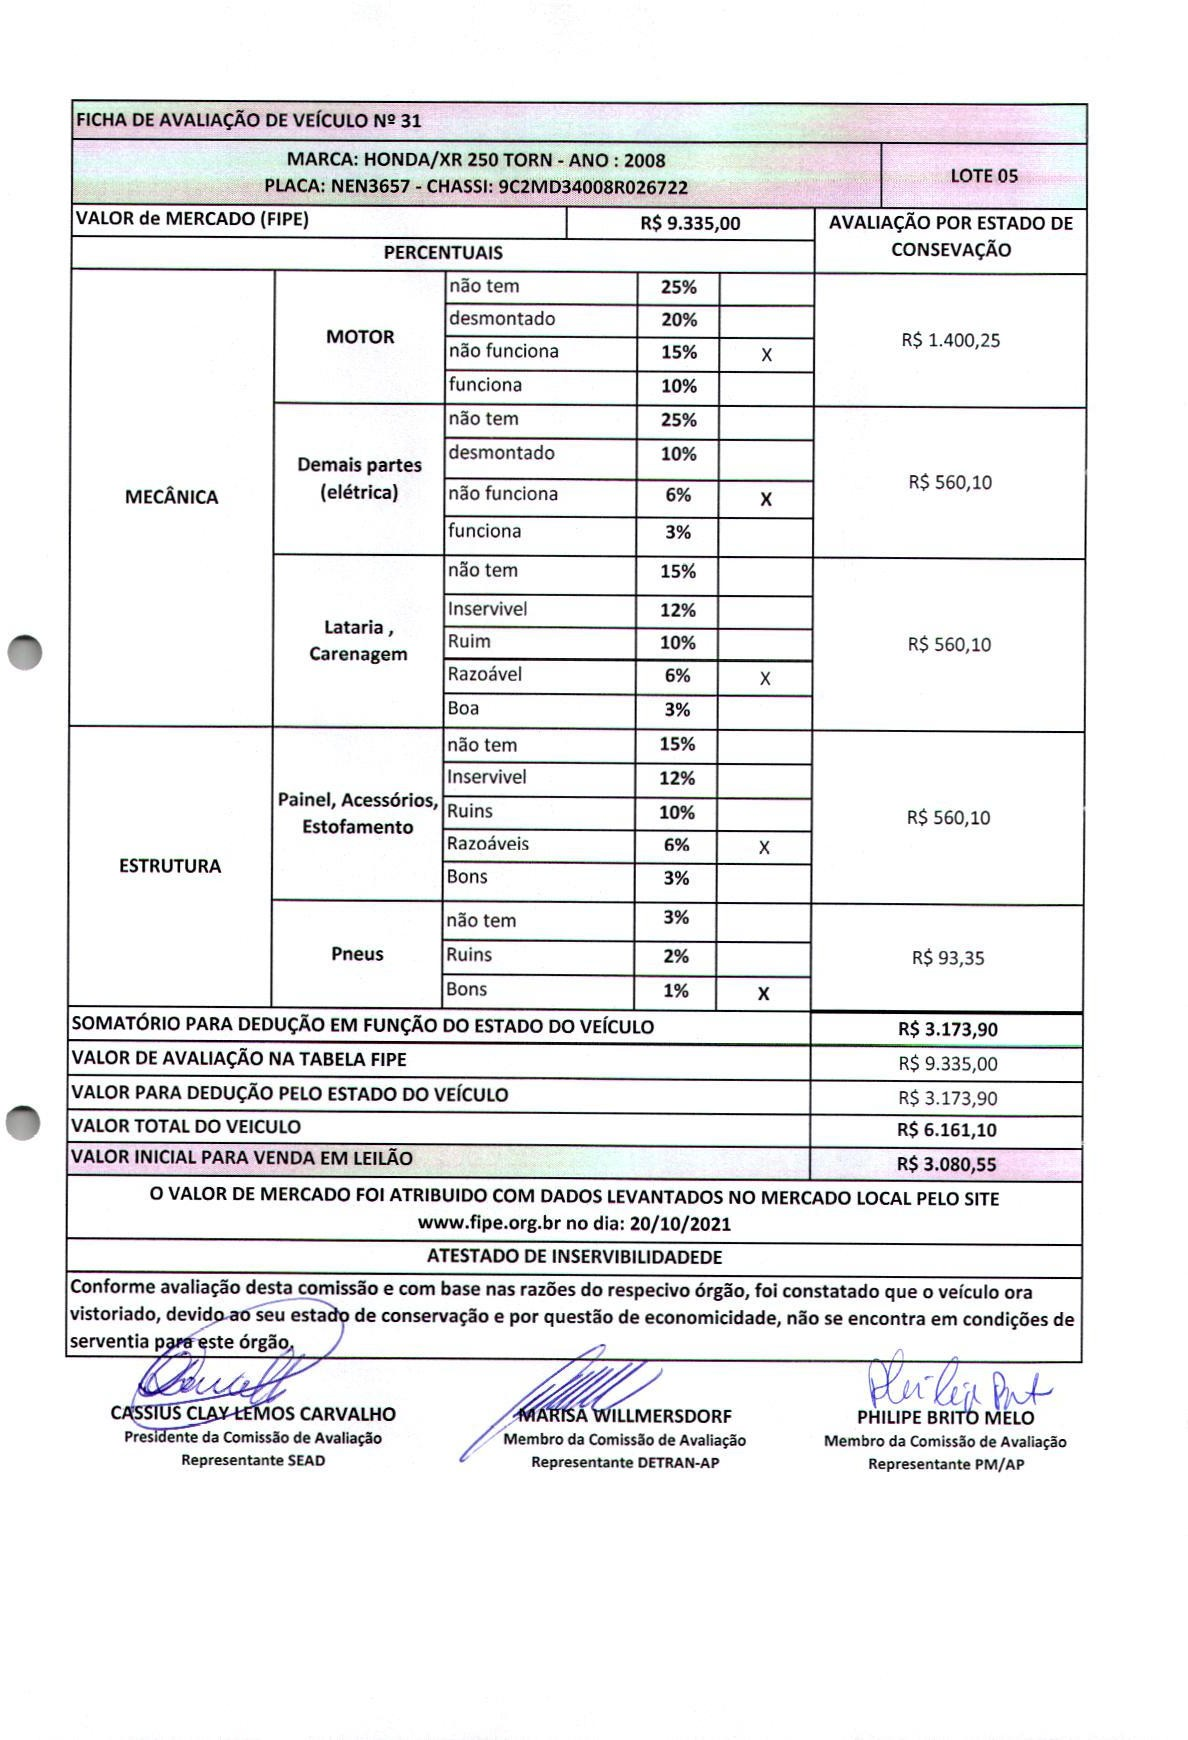 FICHA DE AVALIAÇÃO DE VEÍCULO Nº 31
MARCA: HONDA/XR 250 TORN - ANO : 2008
PLACA: NEN3657 - CHASSI: 9C2MD34008R026722
LOTE 05
VALOR de MERCADO (FIPE) R$ 9.335,00
AVALIAÇÃO POR ESTADO DE
CONSEVAÇÃO
PERCENTUAIS
MECÂNICA
MOTOR
não tem 25%
desmontado 20%
não funciona 15% X
funciona 10%
R$ 1.400,25
Demais partes
(elétrica)
não tem 25%
desmontado 10%
não funciona 6% X
funciona 3%
R$ 560,10
Lataria ,
Carenagem
não tem 15%
Inservivel 12%
Ruim 10%
Razoável 6% X
Boa 3%
R$ 560,10
ESTRUTURA
Painel, Acessórios,
Estofamento
não tem 15%
Inservivel 12%
Ruins 10%
Razoáveis 6% X
Bons 3%
R$ 560,10
Pneus
não tem 3%
Ruins 2%
Bons 1% X
R$ 93,35
SOMATÓRIO PARA DEDUÇÃO EM FUNÇÃO DO ESTADO DO VEÍCULO R$ 3.173,90
VALOR DE AVALIAÇÃO NA TABELA FIPE R$ 9.335,00
VALOR PARA DEDUÇÃO PELO ESTADO DO VEÍCULO R$ 3.173,90
VALOR TOTAL DO VEICULO R$ 6.161,10
VALOR INICIAL PARA VENDA EM LEILÃO R$ 3.080,55
O VALOR DE MERCADO FOI ATRIBUIDO COM DADOS LEVANTADOS NO MERCADO LOCAL PELO SITE
www.fipe.org.br no dia: 20/10/2021
ATESTADO DE INSERVIBILIDADEDE
Conforme avaliação desta comissão e com base nas razões do respecivo órgão, foi constatado que o veículo ora
vistoriado, devido ao seu estado de conservação e por questão de economicidade, não se encontra em condições de
serventia para este órgão.
CASSIUS CLAY LEMOS CARVALHO
Presidente da Comissão de Avaliação
Representante SEAD
MARISA WILLMERSDORF
Membro da Comissão de Avaliação
Representante DETRAN-AP
PHILIPE BRITO MELO
Membro da Comissão de Avaliação
Representante PM/AP